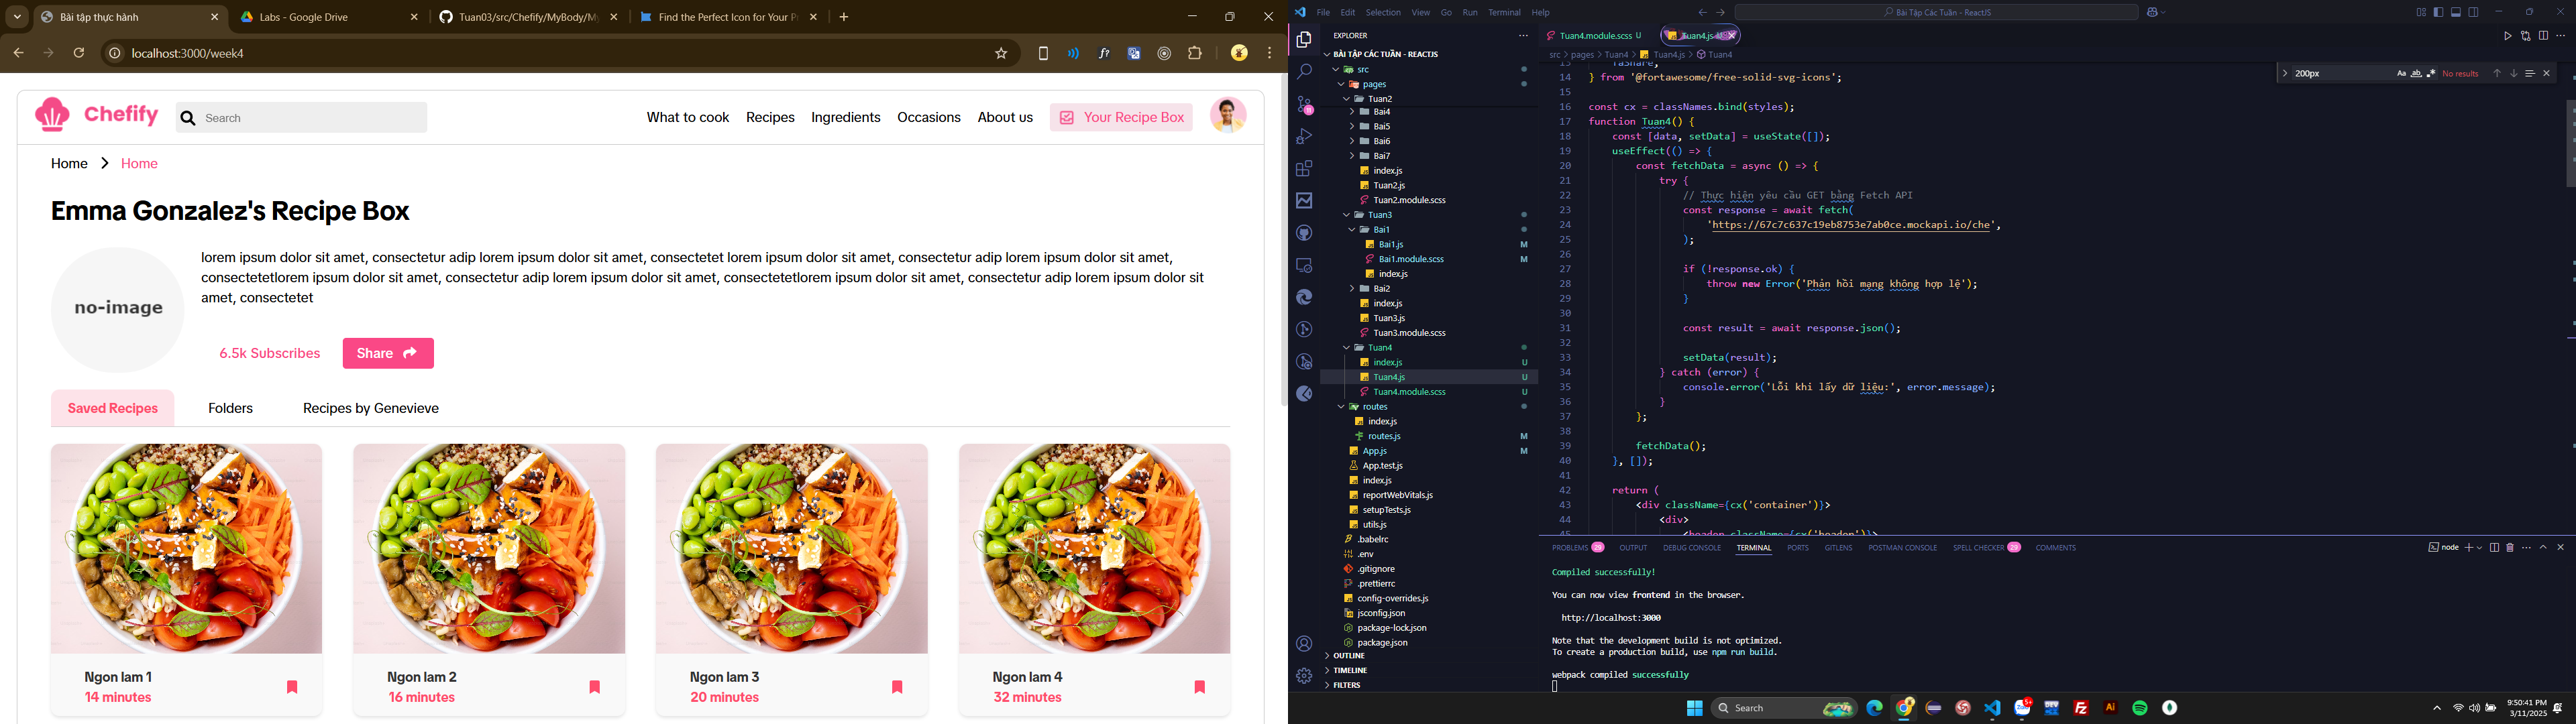 Bài tập thực hành
Labs - Google Drive
Tuan03/src/Chefify/MyBody/My
Find the Perfect Icon for Your P
localhost:3000/week4
Chefify
Search
What to cook
Recipes
Ingredients
Occasions
About us
Your Recipe Box
Home
Home
Emma Gonzalez's Recipe Box
no-image
lorem ipsum dolor sit amet, consectetur adip lorem ipsum dolor sit amet, consectetet lorem ipsum dolor sit amet, consectetur adip lorem ipsum dolor sit amet,
consectetetlorem ipsum dolor sit amet, consectetur adip lorem ipsum dolor sit amet, consectetetlorem ipsum dolor sit amet, consectetur adip lorem ipsum dolor sit
amet, consectetet
6.5k Subscribes
Share
Saved Recipes
Folders
Recipes by Genevieve
Ngon lam 1
14 minutes
Ngon lam 2
16 minutes
Ngon lam 3
20 minutes
Ngon lam 4
32 minutes
File Edit Selection View Go Run Terminal Help
Bài Tập Các Tuần - ReactJS
EXPLORER
BÀI TẬP CÁC TUẦN - REACTJS
src
pages
Tuan2
Bai4
Bai5
Bai6
Bai7
index.js
Tuan2.js
Tuan2.module.scss
Tuan3
Bai1
Bai1.js M
Bai1.module.scss M
index.js
Bai2
index.js
Tuan3.js
Tuan3.module.scss
Tuan4
index.js U
Tuan4.js U
Tuan4.module.scss U
routes
index.js
routes.js M
App.js M
App.test.js
index.js
reportWebVitals.js
setupTests.js
utils.js
.babelrc
.env
.gitignore
.prettierrc
config-overrides.js
jsconfig.json
package-lock.json
package.json
OUTLINE
TIMELINE
FILTERS
Tuan4.module.scss U
Tuan4.js
src > pages > Tuan4 > Tuan4.js > Tuan4
200px
Aa
ab
No results
13 faShare,
14 } from '@fortawesome/free-solid-svg-icons';
15
16 const cx = classNames.bind(styles);
17 function Tuan4() {
18 const [data, setData] = useState([]);
19 useEffect(() => {
20 const fetchData = async () => {
21 try {
22 // Thực hiện yêu cầu GET bằng Fetch API
23 const response = await fetch(
24 'https://67c7c637c19eb8753e7ab0ce.mockapi.io/che',
25 );
26
27 if (!response.ok) {
28 throw new Error('Phản hồi mạng không hợp lệ');
29 }
30
31 const result = await response.json();
32
33 setData(result);
34 } catch (error) {
35 console.error('Lỗi khi lấy dữ liệu:', error.message);
36 }
37 };
38
39 fetchData();
40 }, []);
41
42 return (
43 <div className={cx('container')}>
44 <div>
45 <header className={cx('header')}>
PROBLEMS 29
OUTPUT
DEBUG CONSOLE
TERMINAL
PORTS
GITLENS
POSTMAN CONSOLE
SPELL CHECKER 29
COMMENTS
node
Compiled successfully!
You can now view frontend in the browser.
http://localhost:3000
Note that the development build is not optimized.
To create a production build, use npm run build.
webpack compiled successfully
Search
9:50:41 PM
3/11/2025